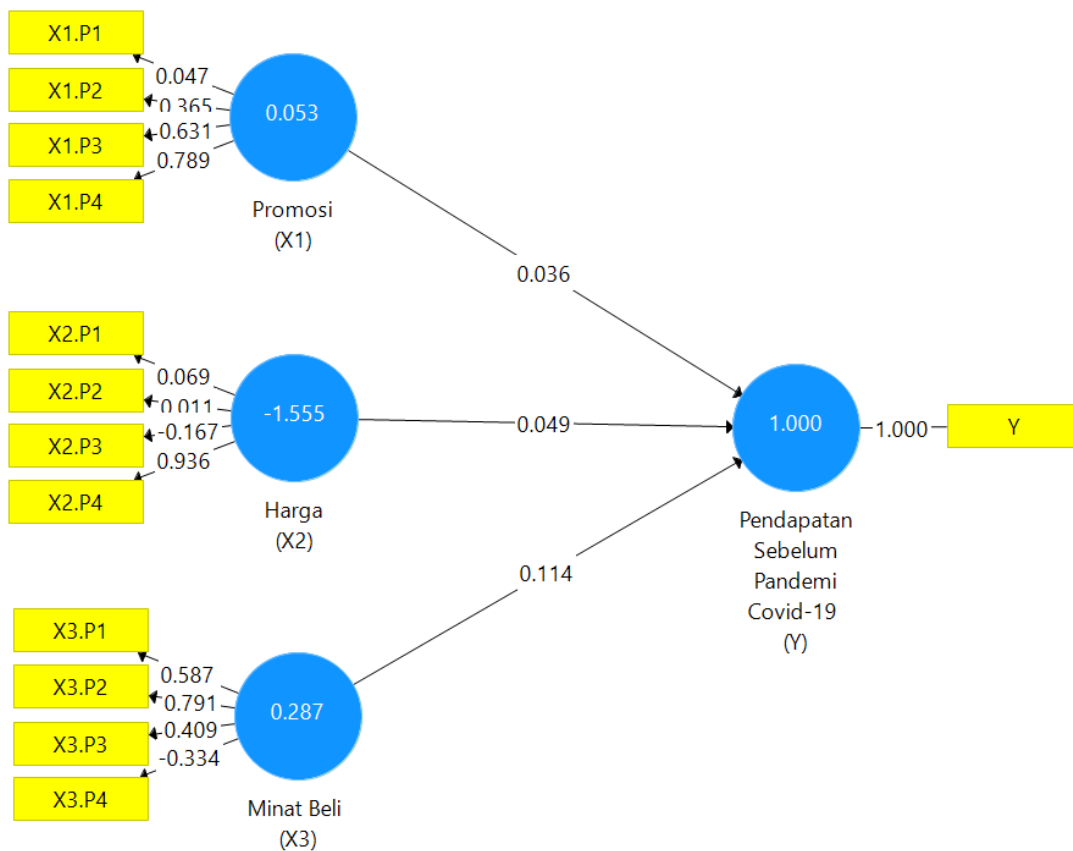 X1.P1
0.047
X1.P2
0.365
X1.P3
0.631
0.789
X1.P4
0.053
Promosi
(X1)
0.036
X2.P1
0.069
X2.P2
0.011
X2.P3
-0.167
0.936
X2.P4
-1.555
Harga
(X2)
0.049
X3.P1
0.587
X3.P2
0.791
0.409
X3.P3
-0.334
X3.P4
0.287
Minat Beli
(X3)
0.114
1.000
Pendapatan
Sebelum
Pandemi
Covid-19
(Y)
1.000
Y